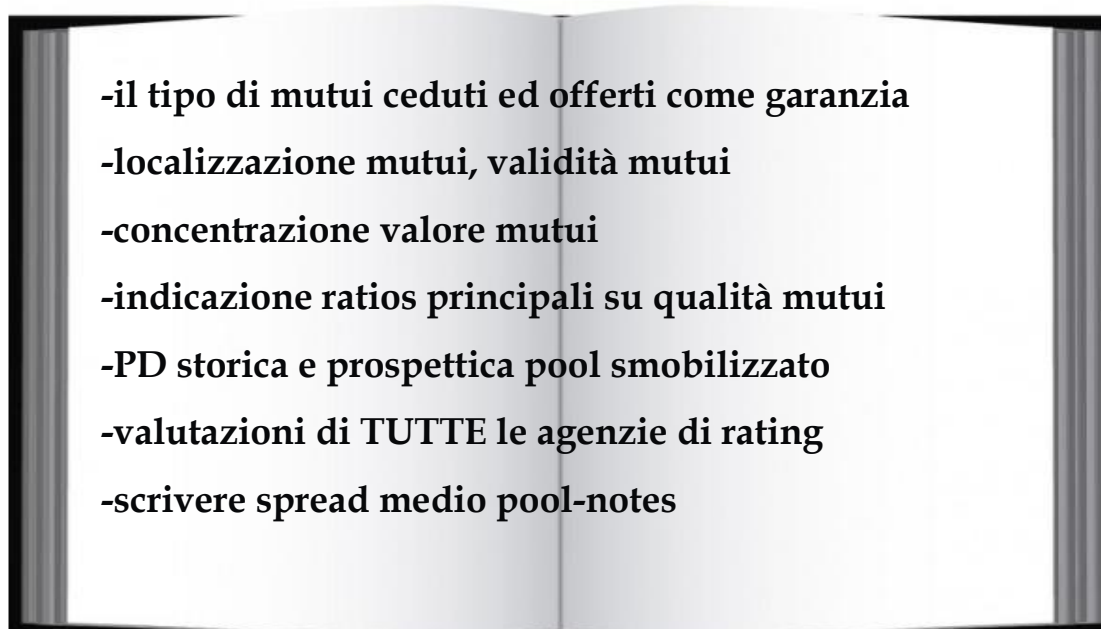 -il tipo di mutui ceduti ed offerti come garanzia
-localizzazione mutui, validità mutui
-concentrazione valore mutui
-indicazione ratios principali su qualità mutui
-PD storica e prospettica pool smobilizzato
-valutazioni di TUTTE le agenzie di rating
-scrivere spread medio pool-notes